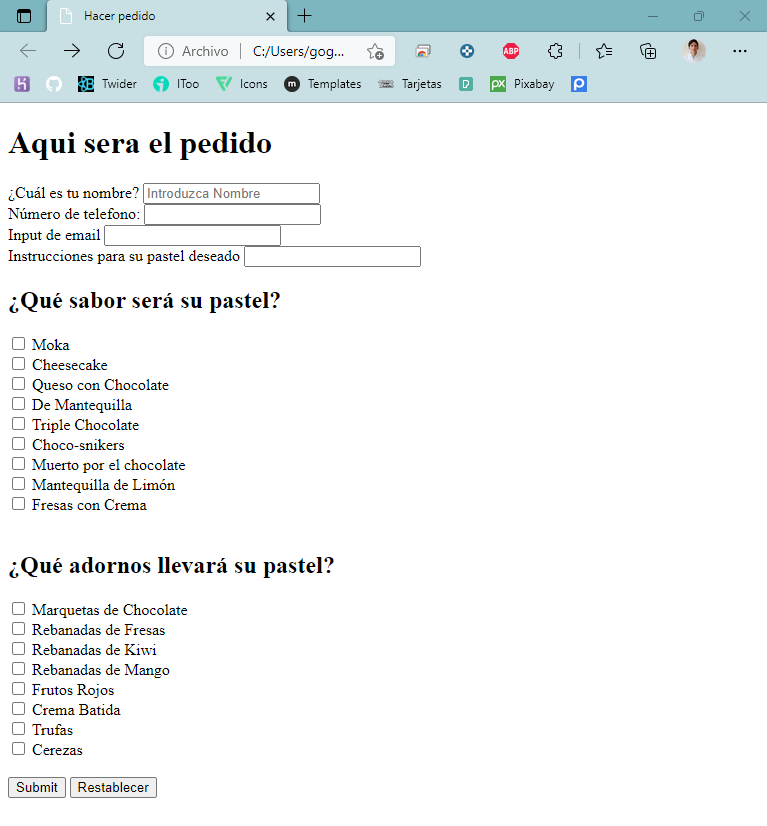 Hacer pedido
Archivo C:/Users/gog...
ABP
Twider IToo Icons m Templates Tarjetas px Pixabay
Aqui sera el pedido
¿Cuál es tu nombre? Introduzca Nombre
Número de telefono:
Input de email
Instrucciones para su pastel deseado
¿Qué sabor será su pastel?
Moka
Cheesecake
Queso con Chocolate
De Mantequilla
Triple Chocolate
Choco-snikers
Muerto por el chocolate
Mantequilla de Limón
Fresas con Crema
¿Qué adornos llevará su pastel?
Marquetas de Chocolate
Rebanadas de Fresas
Rebanadas de Kiwi
Rebanadas de Mango
Frutos Rojos
Crema Batida
Trufas
Cerezas
Submit Restablecer